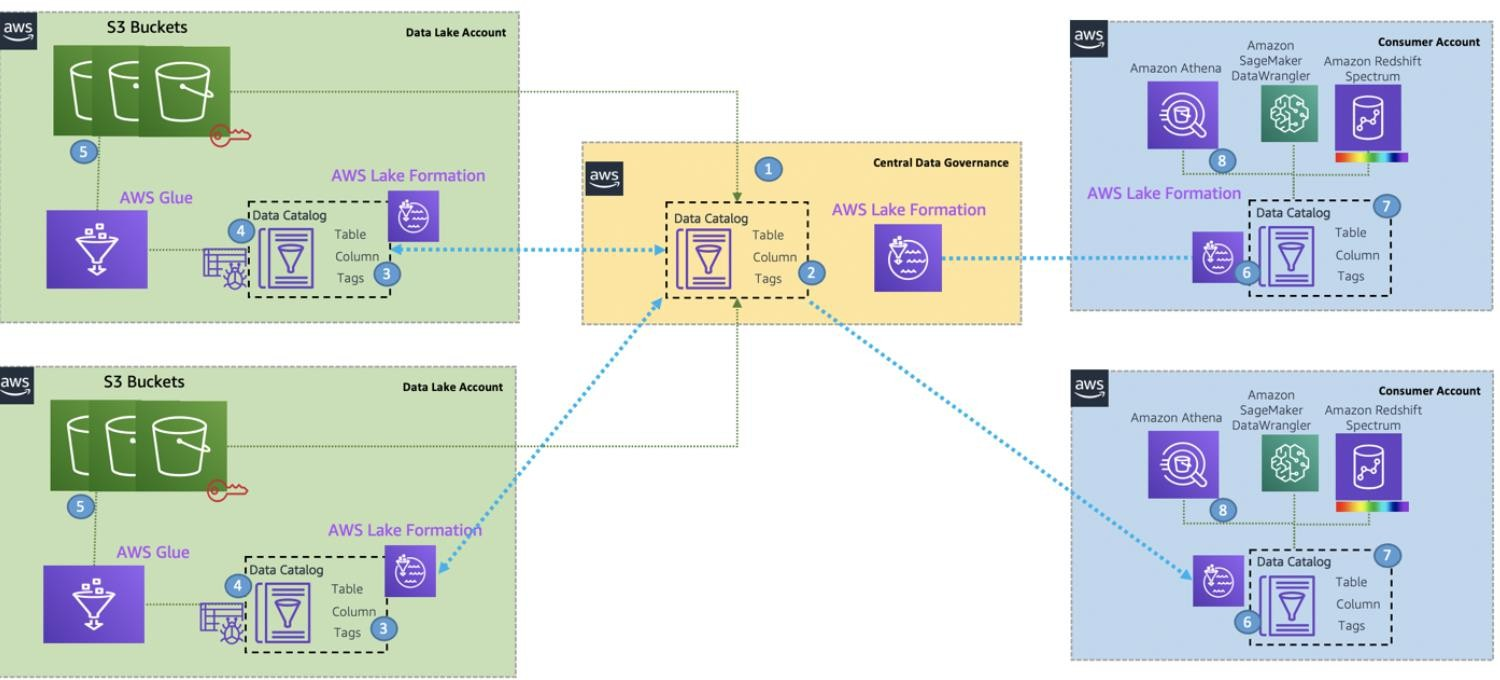 aws
S3 Buckets
Data Lake Account
5
AWS Glue
AWS Lake Formation
4
Data Catalog
Table
Column
Tags
3
aws
S3 Buckets
Data Lake Account
5
AWS Glue
AWS Lake Formation
4
Data Catalog
Table
Column
Tags
3
aws
Central Data Governance
1
Data Catalog
Table
Column
Tags
2
AWS Lake Formation
aws
Consumer Account
Amazon Athena
Amazon
SageMaker
DataWrangler
Amazon Redshift
Spectrum
8
AWS Lake Formation
Data Catalog
7
Table
Column
Tags
6
aws
Consumer Account
Amazon Athena
Amazon
SageMaker
DataWrangler
Amazon Redshift
Spectrum
8
Data Catalog
7
Table
Column
Tags
6